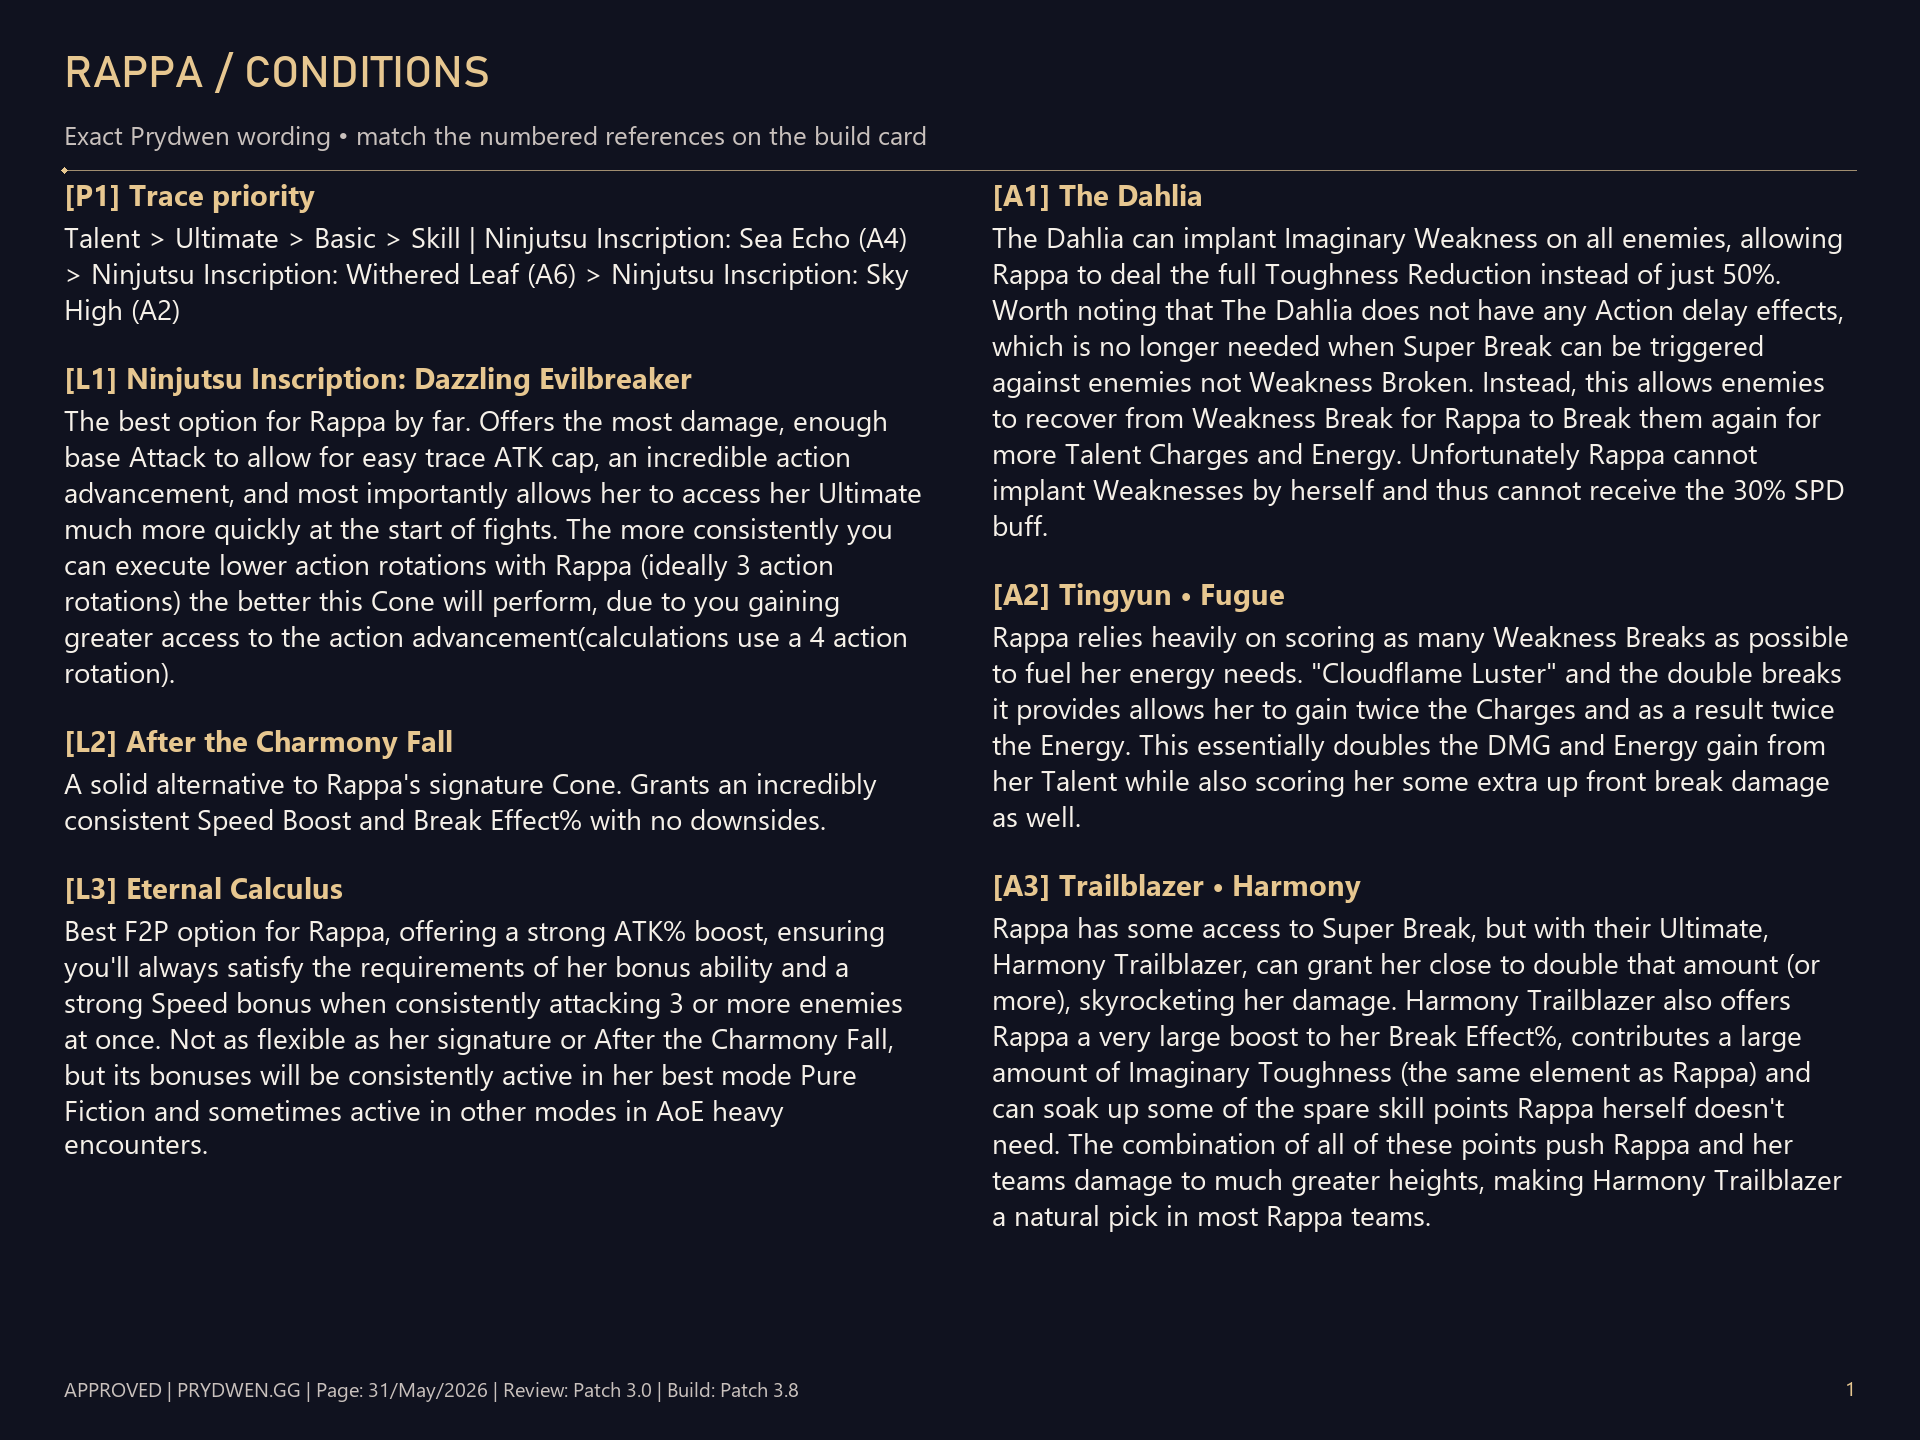 RAPPA / CONDITIONS
Exact Prydwen wording • match the numbered references on the build card
[P1] Trace priority
Talent > Ultimate > Basic > Skill | Ninjutsu Inscription: Sea Echo (A4)
> Ninjutsu Inscription: Withered Leaf (A6) > Ninjutsu Inscription: Sky
High (A2)
[L1] Ninjutsu Inscription: Dazzling Evilbreaker
The best option for Rappa by far. Offers the most damage, enough
base Attack to allow for easy trace ATK cap, an incredible action
advancement, and most importantly allows her to access her Ultimate
much more quickly at the start of fights. The more consistently you
can execute lower action rotations with Rappa (ideally 3 action
rotations) the better this Cone will perform, due to you gaining
greater access to the action advancement(calculations use a 4 action
rotation).
[L2] After the Charmony Fall
A solid alternative to Rappa's signature Cone. Grants an incredibly
consistent Speed Boost and Break Effect% with no downsides.
[L3] Eternal Calculus
Best F2P option for Rappa, offering a strong ATK% boost, ensuring
you'll always satisfy the requirements of her bonus ability and a
strong Speed bonus when consistently attacking 3 or more enemies
at once. Not as flexible as her signature or After the Charmony Fall,
but its bonuses will be consistently active in her best mode Pure
Fiction and sometimes active in other modes in AoE heavy
encounters.
[A1] The Dahlia
The Dahlia can implant Imaginary Weakness on all enemies, allowing
Rappa to deal the full Toughness Reduction instead of just 50%.
Worth noting that The Dahlia does not have any Action delay effects,
which is no longer needed when Super Break can be triggered
against enemies not Weakness Broken. Instead, this allows enemies
to recover from Weakness Break for Rappa to Break them again for
more Talent Charges and Energy. Unfortunately Rappa cannot
implant Weaknesses by herself and thus cannot receive the 30% SPD
buff.
[A2] Tingyun • Fugue
Rappa relies heavily on scoring as many Weakness Breaks as possible
to fuel her energy needs. "Cloudflame Luster" and the double breaks
it provides allows her to gain twice the Charges and as a result twice
the Energy. This essentially doubles the DMG and Energy gain from
her Talent while also scoring her some extra up front break damage
as well.
[A3] Trailblazer • Harmony
Rappa has some access to Super Break, but with their Ultimate,
Harmony Trailblazer, can grant her close to double that amount (or
more), skyrocketing her damage. Harmony Trailblazer also offers
Rappa a very large boost to her Break Effect%, contributes a large
amount of Imaginary Toughness (the same element as Rappa) and
can soak up some of the spare skill points Rappa herself doesn't
need. The combination of all of these points push Rappa and her
teams damage to much greater heights, making Harmony Trailblazer
a natural pick in most Rappa teams.
APPROVED | PRYDWEN.GG | Page: 31/May/2026 | Review: Patch 3.0 | Build: Patch 3.8
1